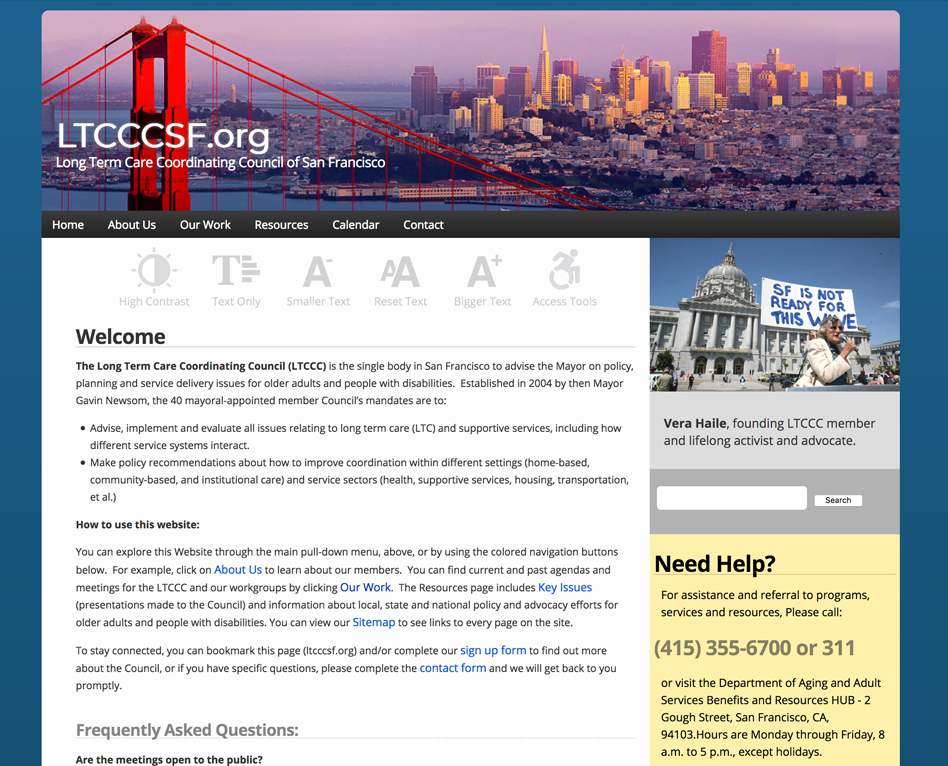 LTCCCSF.org
Long Term Care Coordinating Council of San Francisco
Home About Us Our Work Resources Calendar Contact
High Contrast Text Only Smaller Text Reset Text Bigger Text Access Tools
T A- AA A+
Welcome
The Long Term Care Coordinating Council (LTCCC) is the single body in San Francisco to advise the Mayor on policy,
planning and service delivery issues for older adults and people with disabilities. Established in 2004 by then Mayor
Gavin Newsom, the 40 mayoral-appointed member Council's mandates are to:
• Advise, implement and evaluate all issues relating to long term care (LTC) and supportive services, including how
different service systems interact.
• Make policy recommendations about how to improve coordination within different settings (home-based,
community-based, and institutional care) and service sectors (health, supportive services, housing, transportation,
et al.)
How to use this website:
You can explore this Website through the main pull-down menu, above, or by using the colored navigation buttons
below. For example, click on About Us to learn about our members. You can find current and past agendas and
meetings for the LTCCC and our workgroups by clicking Our Work. The Resources page includes Key Issues
(presentations made to the Council) and information about local, state and national policy and advocacy efforts for
older adults and people with disabilities. You can view our Sitemap to see links to every page on the site.
To stay connected, you can bookmark this page (ltcccsf.org) and/or complete our sign up form to find out more
about the Council, or if you have specific questions, please complete the contact form and we will get back to you
promptly.
Frequently Asked Questions:
Are the meetings open to the public?
SF IS NOT
READY FOR
THIS WAVE
Vera Haile, founding LTCCC member
and lifelong activist and advocate.
Search
Need Help?
For assistance and referral to programs,
services and resources, Please call:
(415) 355-6700 or 311
or visit the Department of Aging and Adult
Services Benefits and Resources HUB - 2
Gough Street, San Francisco, CA,
94103.Hours are Monday through Friday, 8
a.m. to 5 p.m., except holidays.